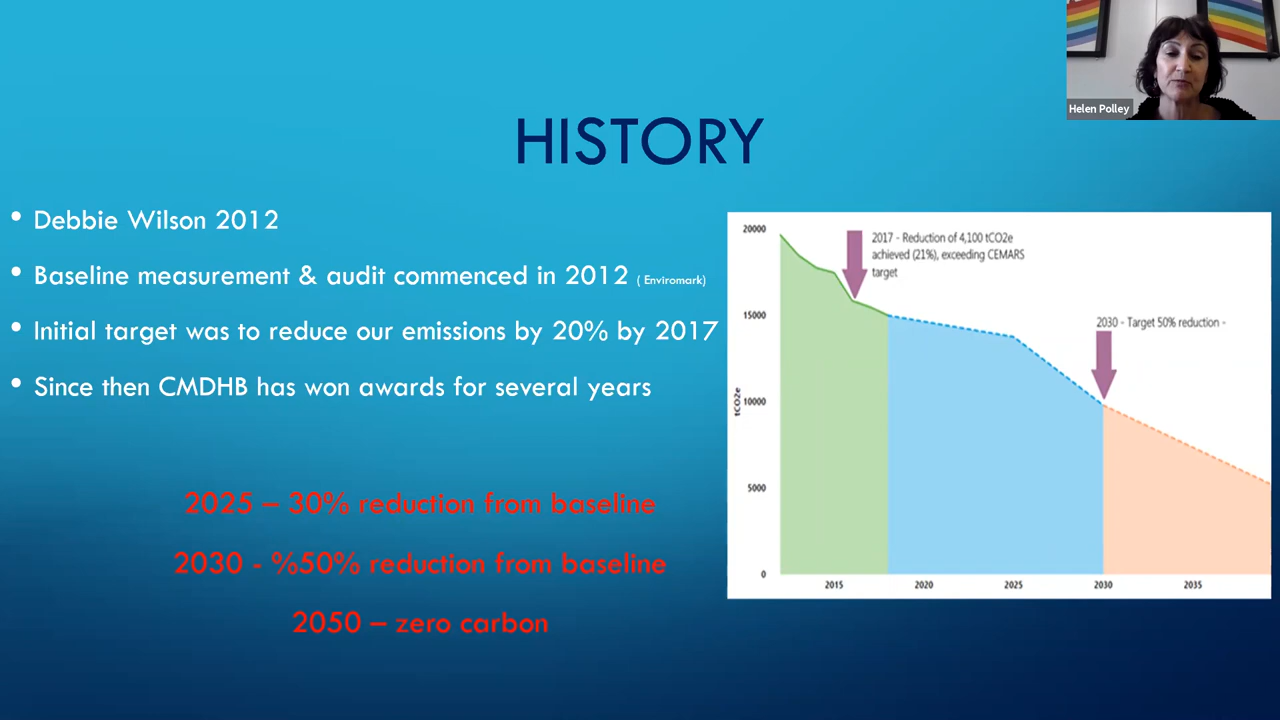 Helen Polley
HISTORY
• Debbie Wilson 2012
• Baseline measurement & audit commenced in 2012 ( Enviromark)
• Initial target was to reduce our emissions by 20% by 2017
• Since then CMDHB has won awards for several years
2025 – 30% reduction from baseline
2030 - %50% reduction from baseline
2050 – zero carbon
20000
15000
10000
5000
0
tCO2e
2017 - Reduction of 4,100 tCO2e
achieved (21%), exceeding CEMARS
target
2030 - Target 50% reduction -
2015
2020
2025
2030
2035